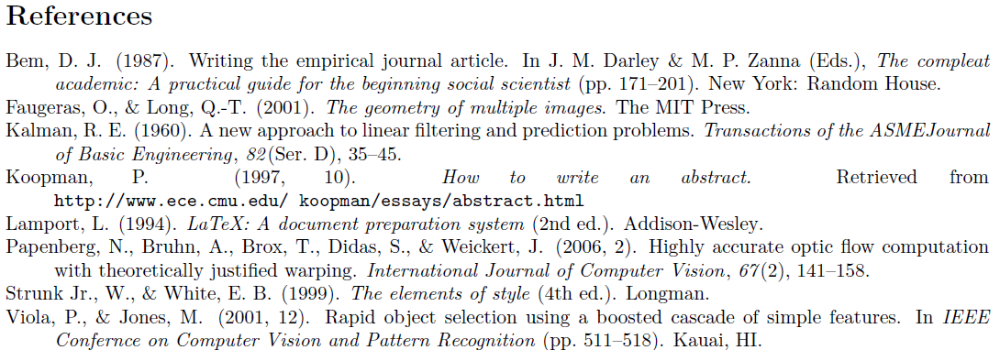 References
Bem, D. J. (1987). Writing the empirical journal article. In J. M. Darley & M. P. Zanna (Eds.), The compleat
academic: A practical guide for the beginning social scientist (pp. 171–201). New York: Random House.
Faugeras, O., & Long, Q.-T. (2001). The geometry of multiple images. The MIT Press.
Kalman, R. E. (1960). A new approach to linear filtering and prediction problems. Transactions of the ASMEJournal
of Basic Engineering, 82(Ser. D), 35–45.
Koopman, P. (1997, 10). How to write an abstract. Retrieved from
http://www.ece.cmu.edu/ koopman/essays/abstract.html
Lamport, L. (1994). LaTeX: A document preparation system (2nd ed.). Addison-Wesley.
Papenberg, N., Bruhn, A., Brox, T., Didas, S., & Weickert, J. (2006, 2). Highly accurate optic flow computation
with theoretically justified warping. International Journal of Computer Vision, 67(2), 141–158.
Strunk Jr., W., & White, E. B. (1999). The elements of style (4th ed.). Longman.
Viola, P., & Jones, M. (2001, 12). Rapid object selection using a boosted cascade of simple features. In IEEE
Confernce on Computer Vision and Pattern Recognition (pp. 511–518). Kauai, HI.